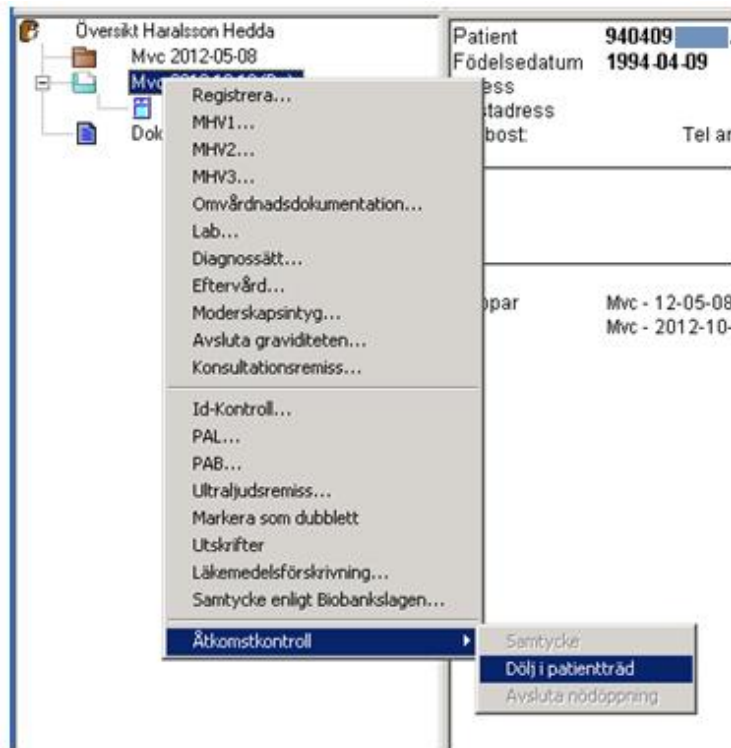 Översikt Haralsson Hedda
Mvc 2012-05-08
Mvc
Dok
Patient 940409
Födelsedatum 1994-04-09
ess
tadress
bost: Tel ar
ppar Mvc - 12-05-08
Mvc - 2012-10-
Registrera...
MHV1...
MHV2...
MHV3...
Omvårdnadsdokumentation...
Lab...
Diagnossätt...
Eftervård...
Moderskapsintyg...
Avsluta graviditeten...
Konsultationsremiss...
Id-Kontroll...
PAL...
PAB...
Ultraljudsremiss...
Markera som dubblett
Utskrifter
Läkemedelsförskrivning...
Samtycke enligt Biobankslagen...
Åtkomstkontroll
Samtycke
Dölj i patientträd
Avsluta nödöppning